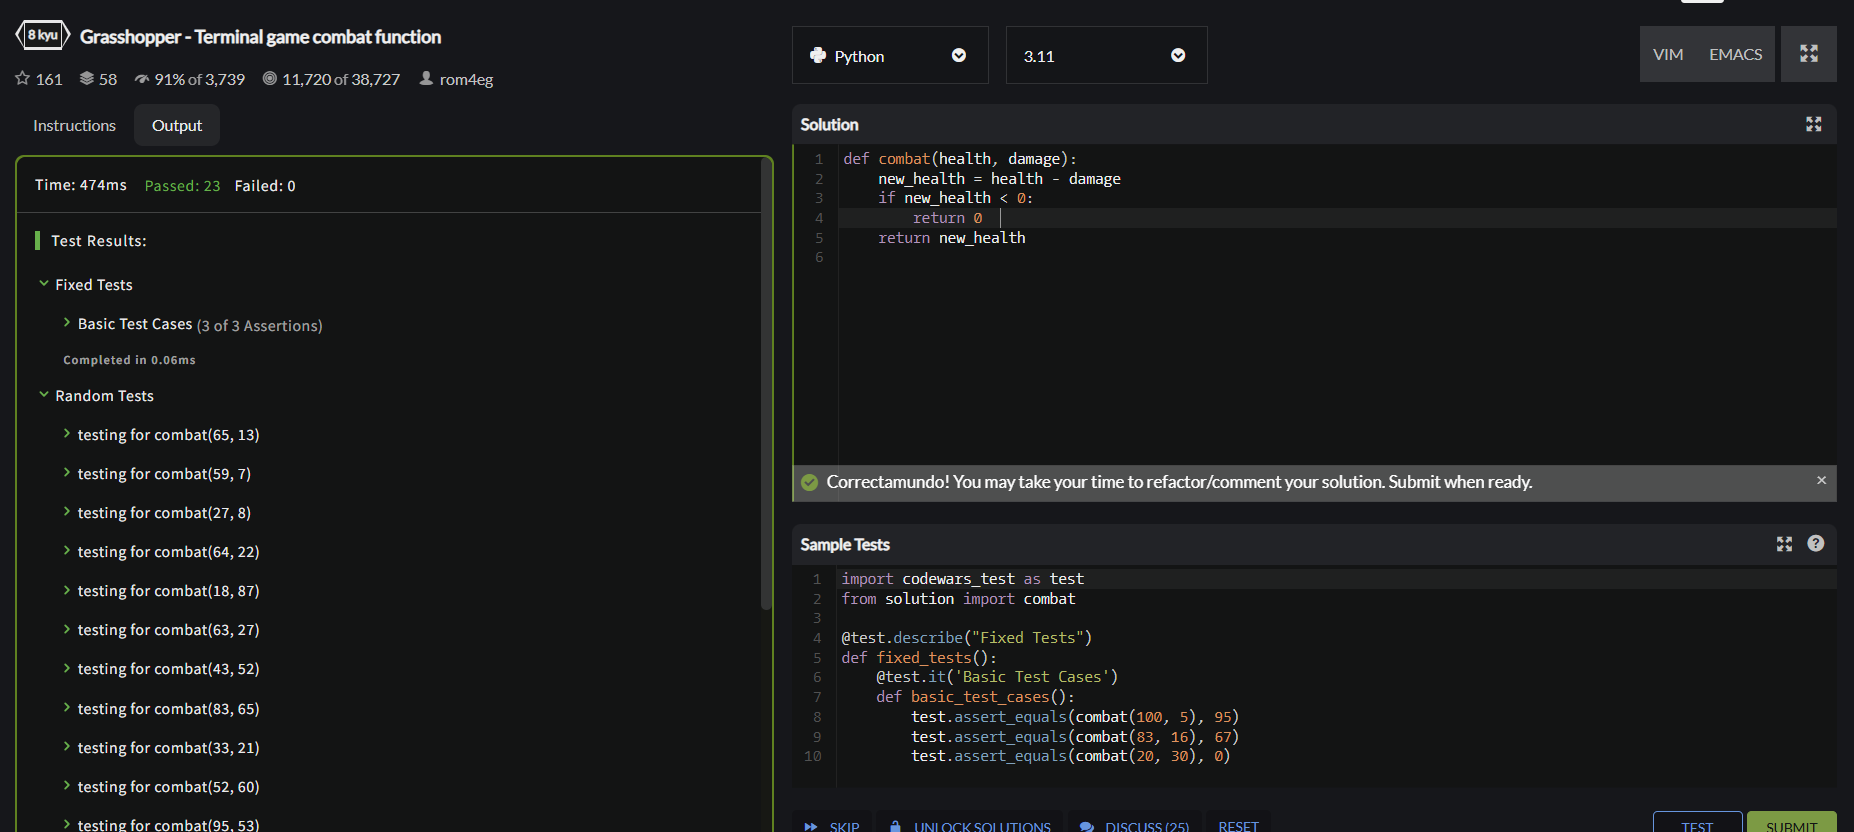 8 kyu Grasshopper - Terminal game combat function
161 58 91% of 3,739 11,720 of 38,727 rom4eg
Instructions Output
Time: 474ms Passed: 23 Failed: 0
Test Results:
Fixed Tests
Basic Test Cases (3 of 3 Assertions)
Completed in 0.06ms
Random Tests
testing for combat(65, 13)
testing for combat(59, 7)
testing for combat(27, 8)
testing for combat(64, 22)
testing for combat(18, 87)
testing for combat(63, 27)
testing for combat(43, 52)
testing for combat(83, 65)
testing for combat(33, 21)
testing for combat(52, 60)
testing for combat(95, 53)
Python 3.11 VIM EMACS
Solution
1 def combat(health, damage):
2     new_health = health - damage
3     if new_health < 0:
4         return 0
5     return new_health
6
Correctamundo! You may take your time to refactor/comment your solution. Submit when ready. ×
Sample Tests ?
1 import codewars_test as test
2 from solution import combat
3
4 @test.describe("Fixed Tests")
5 def fixed_tests():
6     @test.it('Basic Test Cases')
7     def basic_test_cases():
8         test.assert_equals(combat(100, 5), 95)
9         test.assert_equals(combat(83, 16), 67)
10         test.assert_equals(combat(20, 30), 0)
SKIP UNLOCK SOLUTIONS DISCUSS (25) RESET TEST SUBMIT